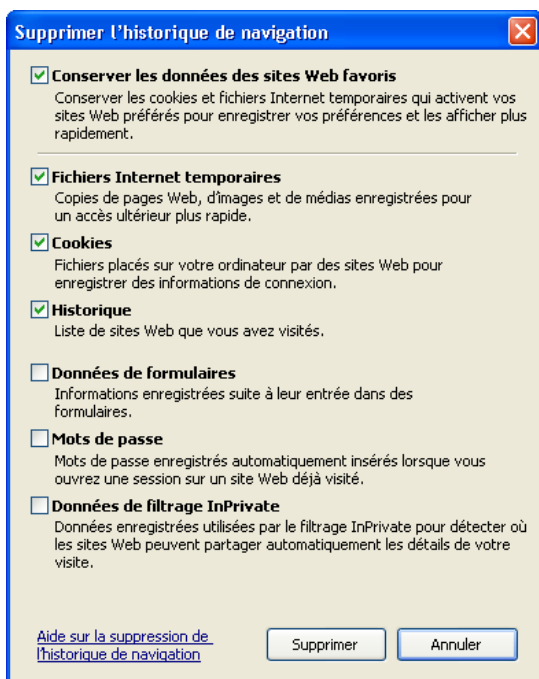 Supprimer l'historique de navigation
Conserver les données des sites Web favoris
Conserver les cookies et fichiers Internet temporaires qui activent vos
sites Web préférés pour enregistrer vos préférences et les afficher plus
rapidement.
Fichiers Internet temporaires
Copies de pages Web, d'images et de médias enregistrées pour
un accès ultérieur plus rapide.
Cookies
Fichiers placés sur votre ordinateur par des sites Web pour
enregistrer des informations de connexion.
Historique
Liste de sites Web que vous avez visités.
Données de formulaires
Informations enregistrées suite à leur entrée dans des
formulaires.
Mots de passe
Mots de passe enregistrés automatiquement insérés lorsque vous
ouvrez une session sur un site Web déjà visité.
Données de filtrage InPrivate
Données enregistrées utilisées par le filtrage InPrivate pour détecter où
les sites Web peuvent partager automatiquement les détails de votre
visite.
Aide sur la suppression de
l'historique de navigation
Supprimer
Annuler